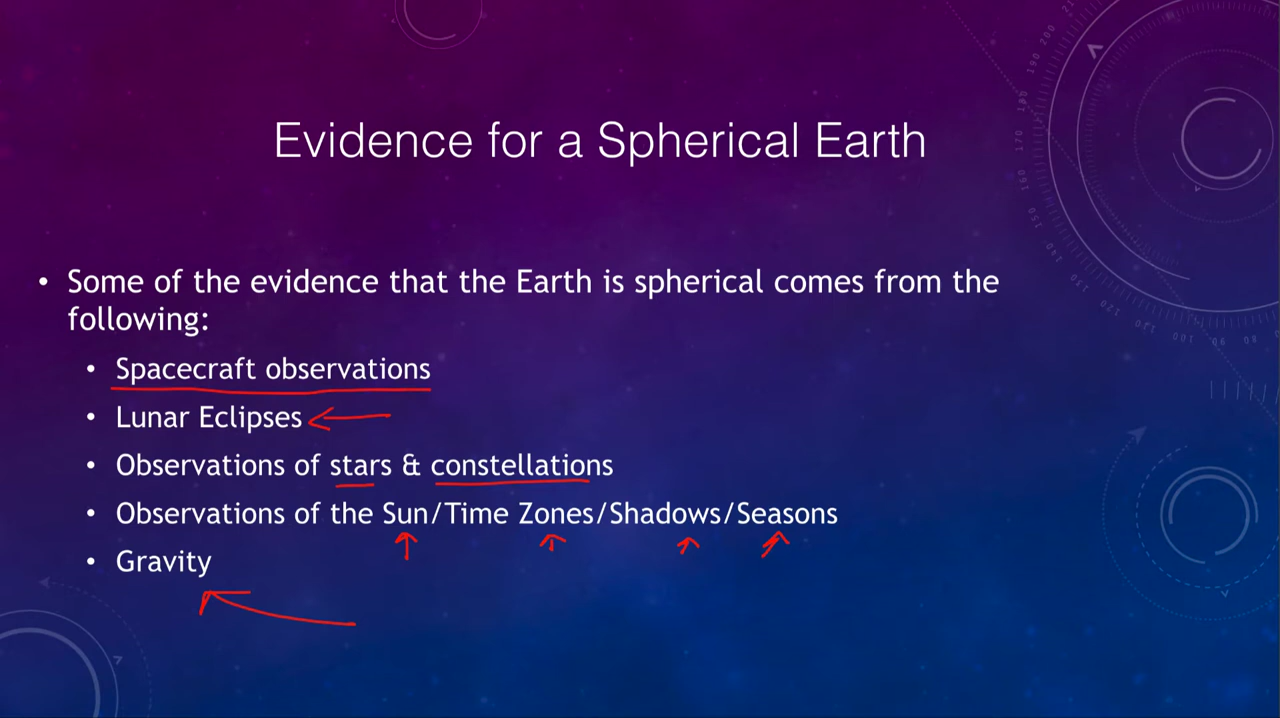 Evidence for a Spherical Earth
• Some of the evidence that the Earth is spherical comes from the
following:
• Spacecraft observations
• Lunar Eclipses
• Observations of stars & constellations
• Observations of the Sun/Time Zones/Shadows/Seasons
• Gravity